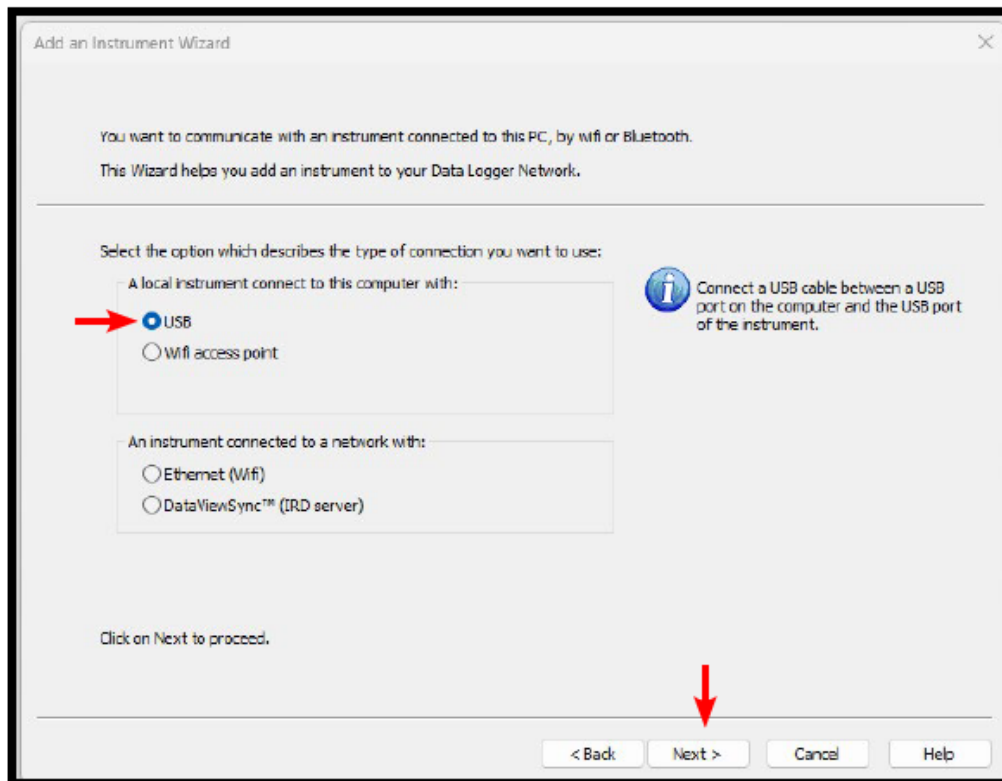 Add an Instrument Wizard
You want to communicate with an instrument connected to this PC, by wifi or Bluetooth.
This Wizard helps you add an instrument to your Data Logger Network.
Select the option which describes the type of connection you want to use:
A local instrument connect to this computer with:
USB
Wifi access point
Connect a USB cable between a USB
port on the computer and the USB port
of the instrument.
An instrument connected to a network with:
Ethernet (Wifi)
DataViewSync™ (IRD server)
Click on Next to proceed.
< Back Next > Cancel Help